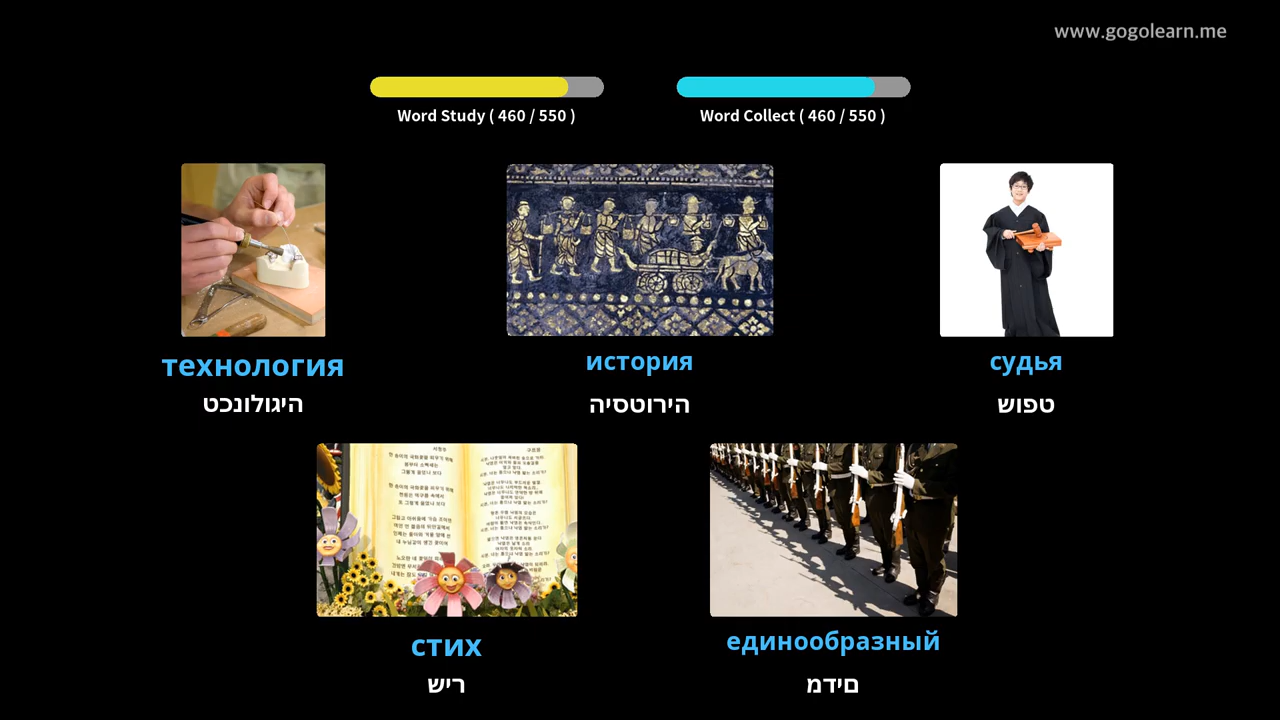 www.gogolearn.me
Word Study ( 460 / 550 )
Word Collect ( 460 / 550 )
технология
היגולונכט
история
הירוטסיה
судья
טפוש
стих
ריש
единообразный
םידמ